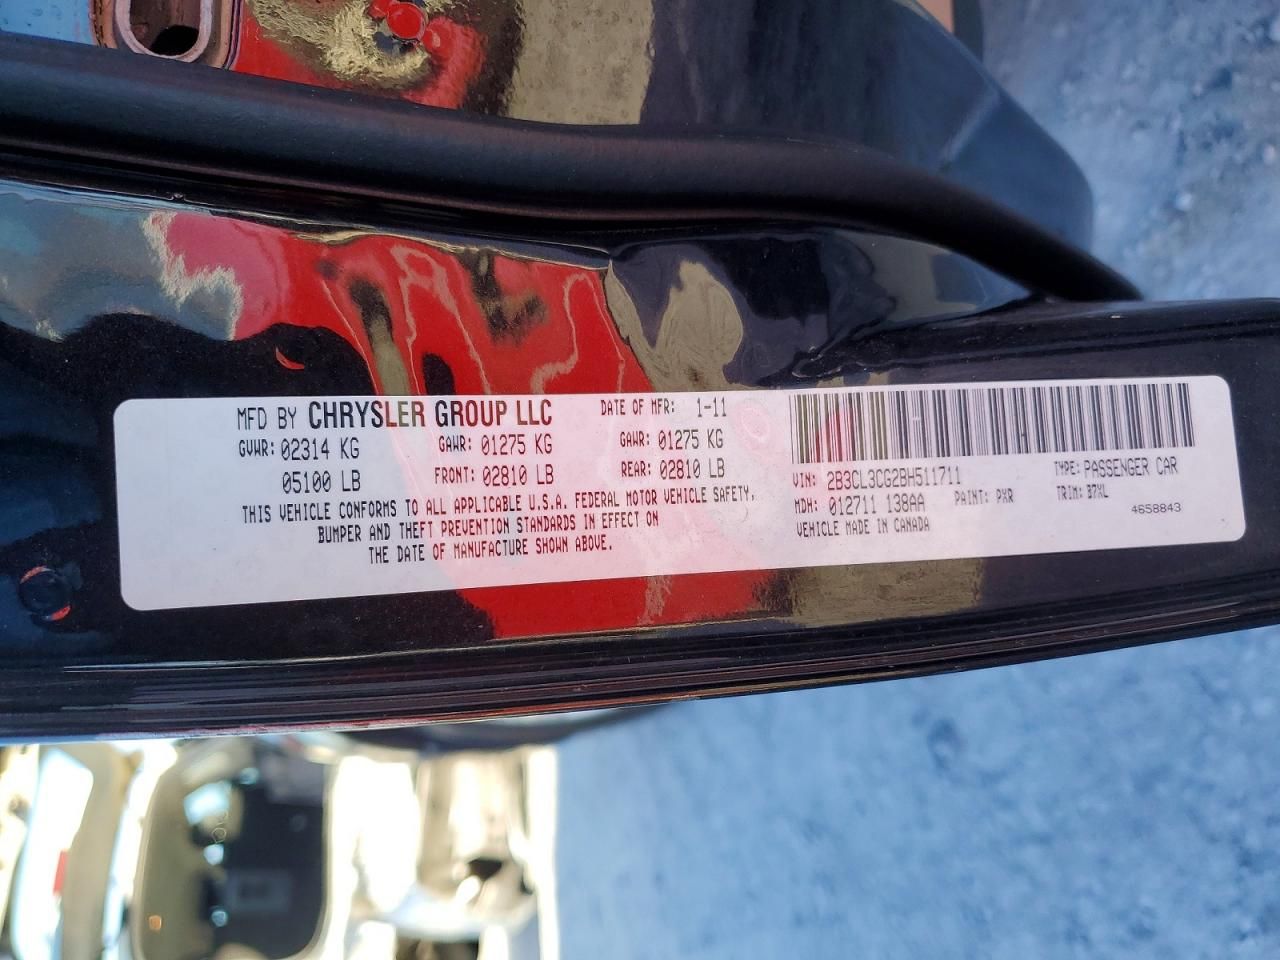 MFD BY CHRYSLER GROUP LLC DATE OF MFR: 1-11
GVWR: 02314 KG GAWR: 01275 KG GAWR: 01275 KG
05100 LB FRONT: 02810 LB REAR: 02810 LB
THIS VEHICLE CONFORMS TO ALL APPLICABLE U.S.A. FEDERAL MOTOR VEHICLE SAFETY,
BUMPER AND THEFT PREVENTION STANDARDS IN EFFECT ON
THE DATE OF MANUFACTURE SHOWN ABOVE.
VIN: 2B3CL3CG2BH511711 TYPE: PASSENGER CAR
MDH: 012711 138AA PAINT: PXR TRIM: B7XL
VEHICLE MADE IN CANADA 4658843